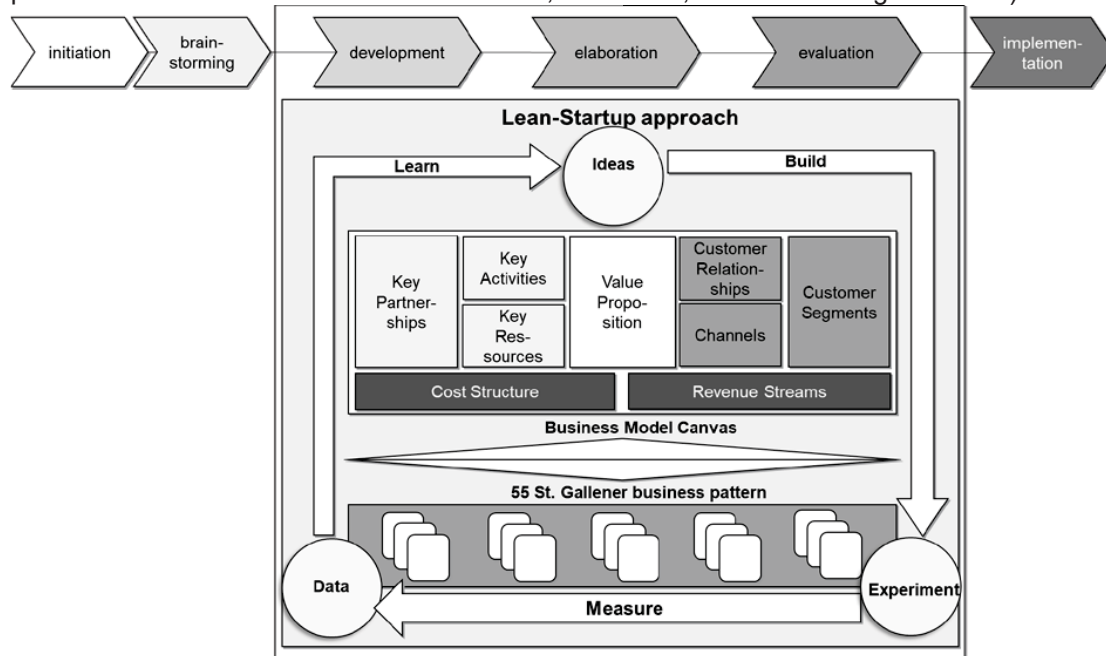 initiation
brain-
storming
development
elaboration
evaluation
implemen-
tation
Lean-Startup approach
Learn
Ideas
Build
Key
Partner-
ships
Key
Activities
Key
Res-
sources
Value
Propo-
sition
Customer
Relation-
ships
Channels
Customer
Segments
Cost Structure
Revenue Streams
Business Model Canvas
55 St. Gallener business pattern
Data
Measure
Experiment